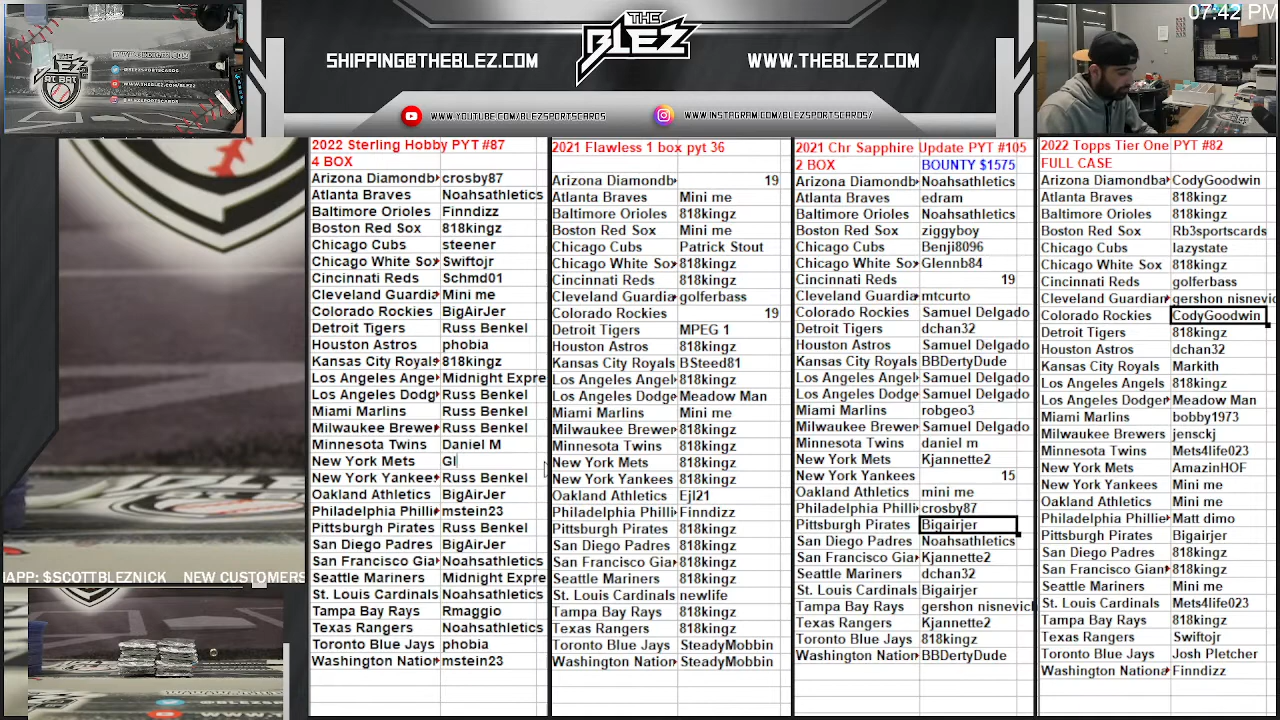 07:42 PM
THE BLEZ
SHIPPING@THEBLEZ.COM
WWW.THEBLEZ.COM
WWW.YOUTUBE.COM/BLEZSPORTSCARDS
WWW.INSTAGRAM.COM/BLEZSPORTSCARDS/
THE BLEZ
AT BAT
2022 Sterling Hobby PYT #87
4 BOX
Arizona Diamondb crosby87
Atlanta Braves Noahsathletics
Baltimore Orioles Finndizz
Boston Red Sox 818kingz
Chicago Cubs steener
Chicago White Sox Swiftojr
Cincinnati Reds Schmd01
Cleveland Guardia Mini me
Colorado Rockies BigAirJer
Detroit Tigers Russ Benkel
Houston Astros phobia
Kansas City Royals 818kingz
Los Angeles Ange Midnight Expre
Los Angeles Dodg Russ Benkel
Miami Marlins Russ Benkel
Milwaukee Brewer Russ Benkel
Minnesota Twins Daniel M
New York Mets Gl
New York Yankee Russ Benkel
Oakland Athletics BigAirJer
Philadelphia Philli mstein23
Pittsburgh Pirates Russ Benkel
San Diego Padres BigAirJer
San Francisco Gia Noahsathletics
Seattle Mariners Midnight Expre
St. Louis Cardinals Noahsathletics
Tampa Bay Rays Rmaggio
Texas Rangers Noahsathletics
Toronto Blue Jays phobia
Washington Nation mstein23
2021 Flawless 1 box pyt 36
Arizona Diamondb 19
Atlanta Braves Mini me
Baltimore Orioles 818kingz
Boston Red Sox Mini me
Chicago Cubs Patrick Stout
Chicago White Sox 818kingz
Cincinnati Reds 818kingz
Cleveland Guardia golferbass
Colorado Rockies 19
Detroit Tigers MPEG 1
Houston Astros 818kingz
Kansas City Royals BSteed81
Los Angeles Angel 818kingz
Los Angeles Dodge Meadow Man
Miami Marlins Mini me
Milwaukee Brewer 818kingz
Minnesota Twins 818kingz
New York Mets 818kingz
New York Yankees 818kingz
Oakland Athletics Ejl21
Philadelphia Philli Finndizz
Pittsburgh Pirates 818kingz
San Diego Padres 818kingz
San Francisco Gia 818kingz
Seattle Mariners 818kingz
St. Louis Cardinals newlife
Tampa Bay Rays 818kingz
Texas Rangers 818kingz
Toronto Blue Jays SteadyMobbin
Washington Nation SteadyMobbin
2021 Chr Sapphire Update PYT #105
2 BOX BOUNTY $1575
Arizona Diamondb Noahsathletics
Atlanta Braves edram
Baltimore Orioles Noahsathletics
Boston Red Sox ziggyboy
Chicago Cubs Benji8096
Chicago White Sox Glennb84
Cincinnati Reds 19
Cleveland Guardia mtcurto
Colorado Rockies Samuel Delgado
Detroit Tigers dchan32
Houston Astros Samuel Delgado
Kansas City Royals BBDertyDude
Los Angeles Angel Samuel Delgado
Los Angeles Dodge Samuel Delgado
Miami Marlins robgeo3
Milwaukee Brewer Samuel Delgado
Minnesota Twins daniel m
New York Mets Kjannette2
New York Yankees 15
Oakland Athletics mini me
Philadelphia Philli crosby87
Pittsburgh Pirates Bigairjer
San Diego Padres Noahsathletics
San Francisco Gia Kjannette2
Seattle Mariners dchan32
St. Louis Cardinals Bigairjer
Tampa Bay Rays gershon nisnevich
Texas Rangers Kjannette2
Toronto Blue Jays 818kingz
Washington Nation BBDertyDude
2022 Topps Tier One PYT #82
FULL CASE
Arizona Diamondba CodyGoodwin
Atlanta Braves 818kingz
Baltimore Orioles 818kingz
Boston Red Sox Rb3sportscards
Chicago Cubs lazystate
Chicago White Sox 818kingz
Cincinnati Reds golferbass
Cleveland Guardian gershon nisnevic
Colorado Rockies CodyGoodwin
Detroit Tigers 818kingz
Houston Astros dchan32
Kansas City Royals Markith
Los Angeles Angels 818kingz
Los Angeles Dodger Meadow Man
Miami Marlins bobby1973
Milwaukee Brewers jensckj
Minnesota Twins Mets4life023
New York Mets AmazinHOF
New York Yankees Mini me
Oakland Athletics Mini me
Philadelphia Phillie Matt dimo
Pittsburgh Pirates Bigairjer
San Diego Padres 818kingz
San Francisco Gian 818kingz
Seattle Mariners Mini me
St. Louis Cardinals Mets4life023
Tampa Bay Rays 818kingz
Texas Rangers Swiftojr
Toronto Blue Jays Josh Pletcher
Washington Nationa Finndizz
APP: $SCOTTBLEZNICK NEW CUSTOMERS